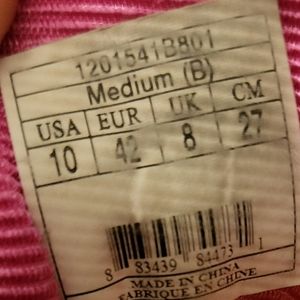 1201541B801
Medium (B)
USA EUR UK CM
10 42 8 27
8 83439 84473 1
MADE IN CHINA
FABRIQUE EN CHINE